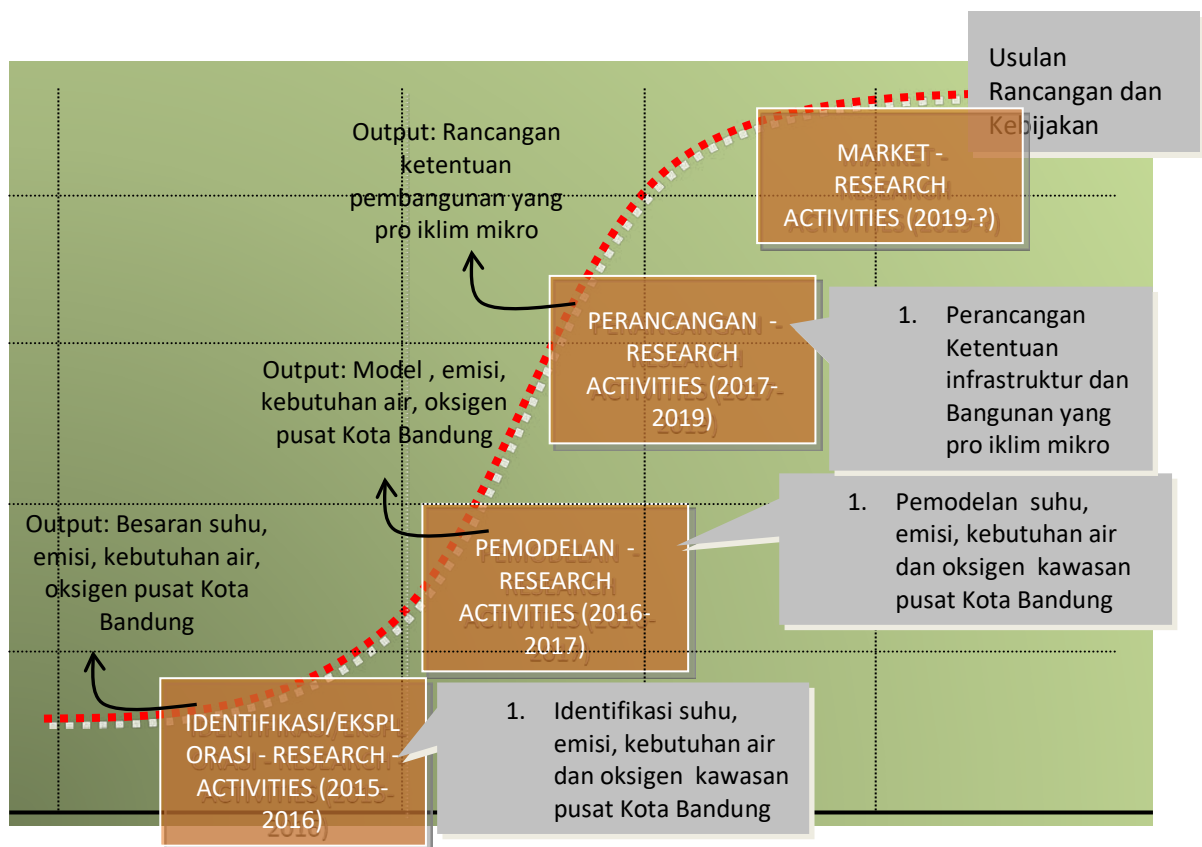 Usulan
Rancangan dan
Kebijakan
Output: Rancangan
ketentuan
pembangunan yang
pro iklim mikro
MARKET -
RESEARCH
ACTIVITIES (2019-?)
PERANCANGAN -
RESEARCH
ACTIVITIES (2017-
2019)
1. Perancangan
Ketentuan
infrastruktur dan
Bangunan yang
pro iklim mikro
Output: Model , emisi,
kebutuhan air, oksigen
pusat Kota Bandung
PEMODELAN -
RESEARCH
ACTIVITIES (2016-
2017)
1. Pemodelan suhu,
emisi, kebutuhan air
dan oksigen kawasan
pusat Kota Bandung
Output: Besaran suhu,
emisi, kebutuhan air,
oksigen pusat Kota
Bandung
IDENTIFIKASI/EKSPL
ORASI - RESEARCH -
ACTIVITIES (2015-
2016)
1. Identifikasi suhu,
emisi, kebutuhan air
dan oksigen kawasan
pusat Kota Bandung